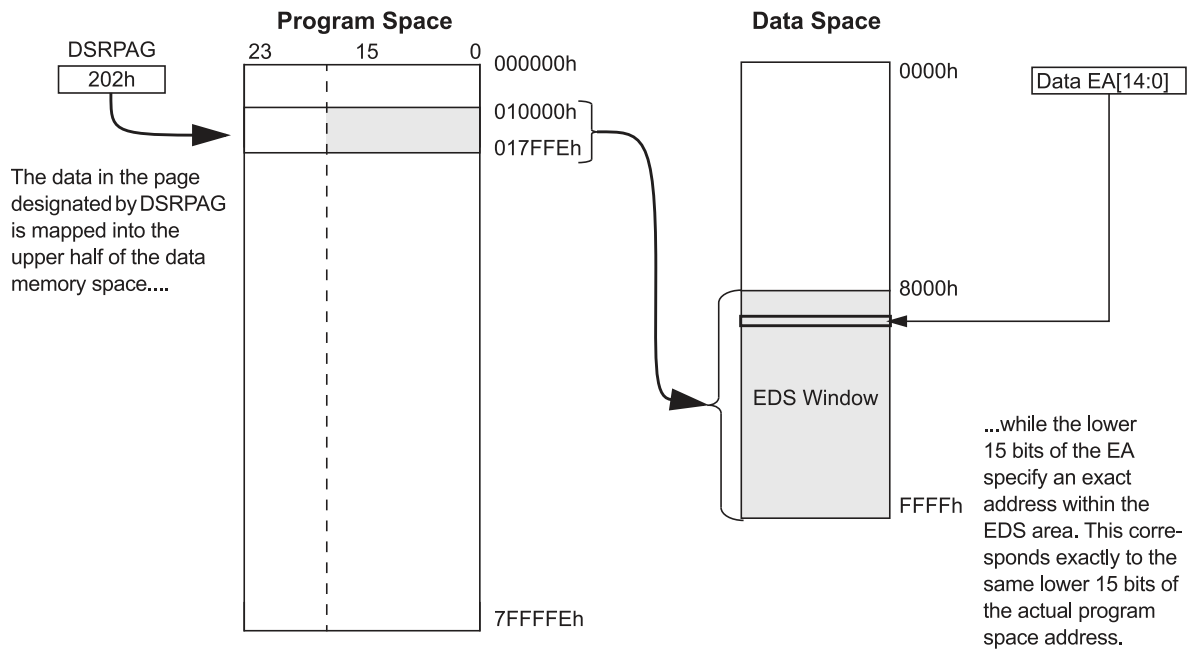 Program Space
Data Space
DSRPAG
202h
23 15 0
000000h
010000h
017FFEh
7FFFFEh
The data in the page
designated by DSRPAG
is mapped into the
upper half of the data
memory space....
0000h
8000h
EDS Window
FFFFh
Data EA[14:0]
...while the lower
15 bits of the EA
specify an exact
address within the
EDS area. This corre-
sponds exactly to the
same lower 15 bits of
the actual program
space address.